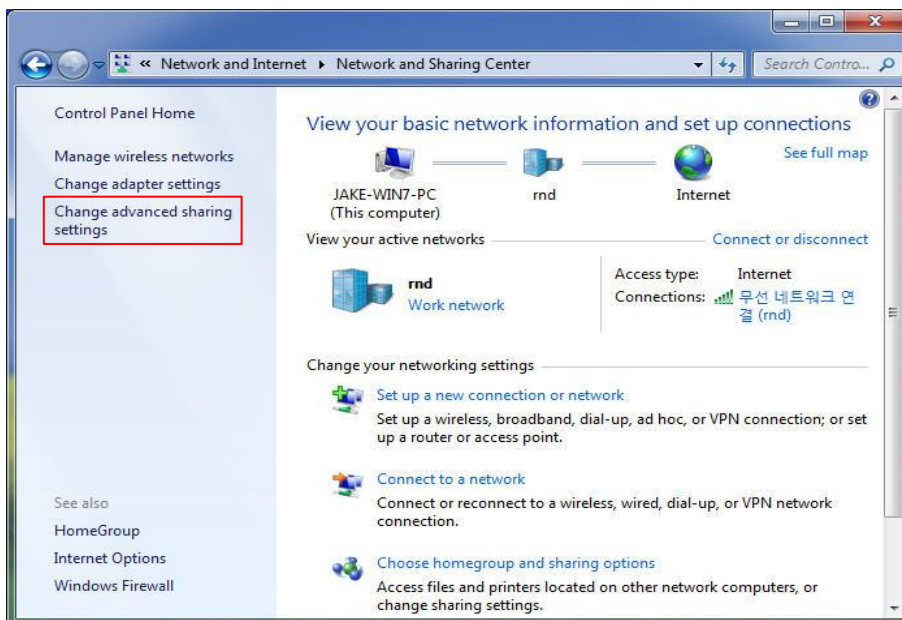 « Network and Internet ▸ Network and Sharing Center
Search Contro...
Control Panel Home
Manage wireless networks
Change adapter settings
Change advanced sharing
settings
See also
HomeGroup
Internet Options
Windows Firewall
View your basic network information and set up connections
See full map
JAKE-WIN7-PC
(This computer)
rnd
Internet
View your active networks
Connect or disconnect
rnd
Work network
Access type: Internet
Connections: 무선 네트워크 연
결 (rnd)
Change your networking settings
Set up a new connection or network
Set up a wireless, broadband, dial-up, ad hoc, or VPN connection; or set
up a router or access point.
Connect to a network
Connect or reconnect to a wireless, wired, dial-up, or VPN network
connection.
Choose homegroup and sharing options
Access files and printers located on other network computers, or
change sharing settings.